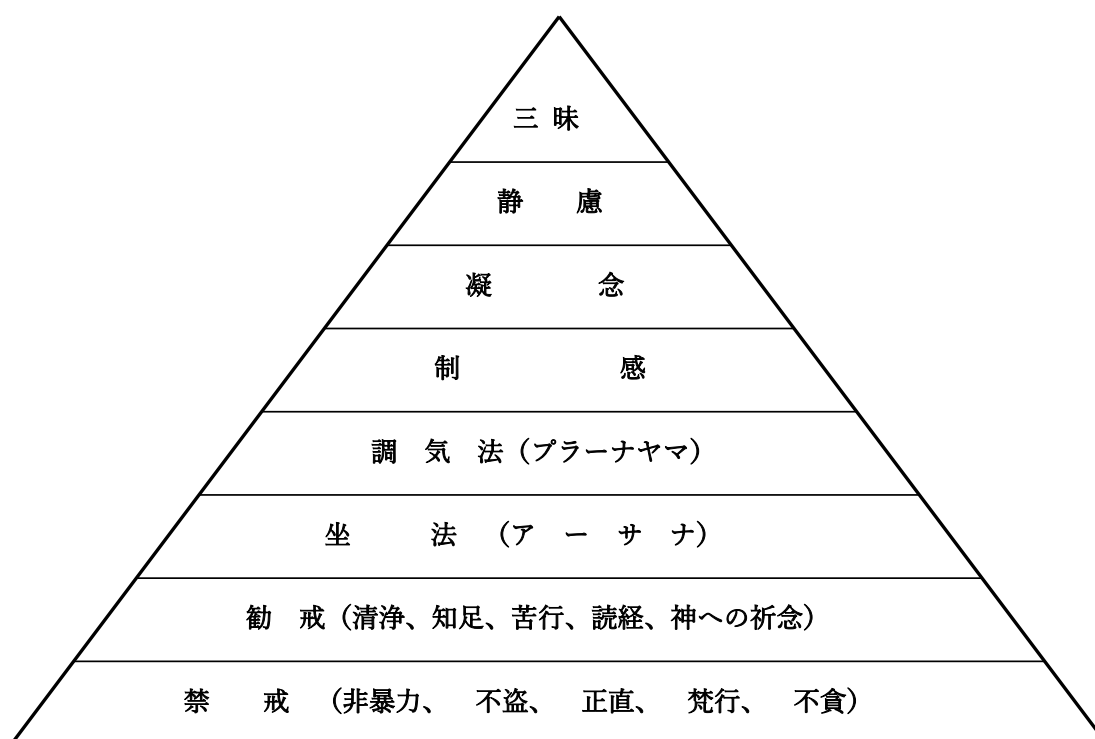 三昧
静慮
凝念
制感
調気法（プラーナヤマ）
坐法（アーサナ）
勧戒（清浄、知足、苦行、読経、神への祈念）
禁戒（非暴力、不盗、正直、梵行、不貪）